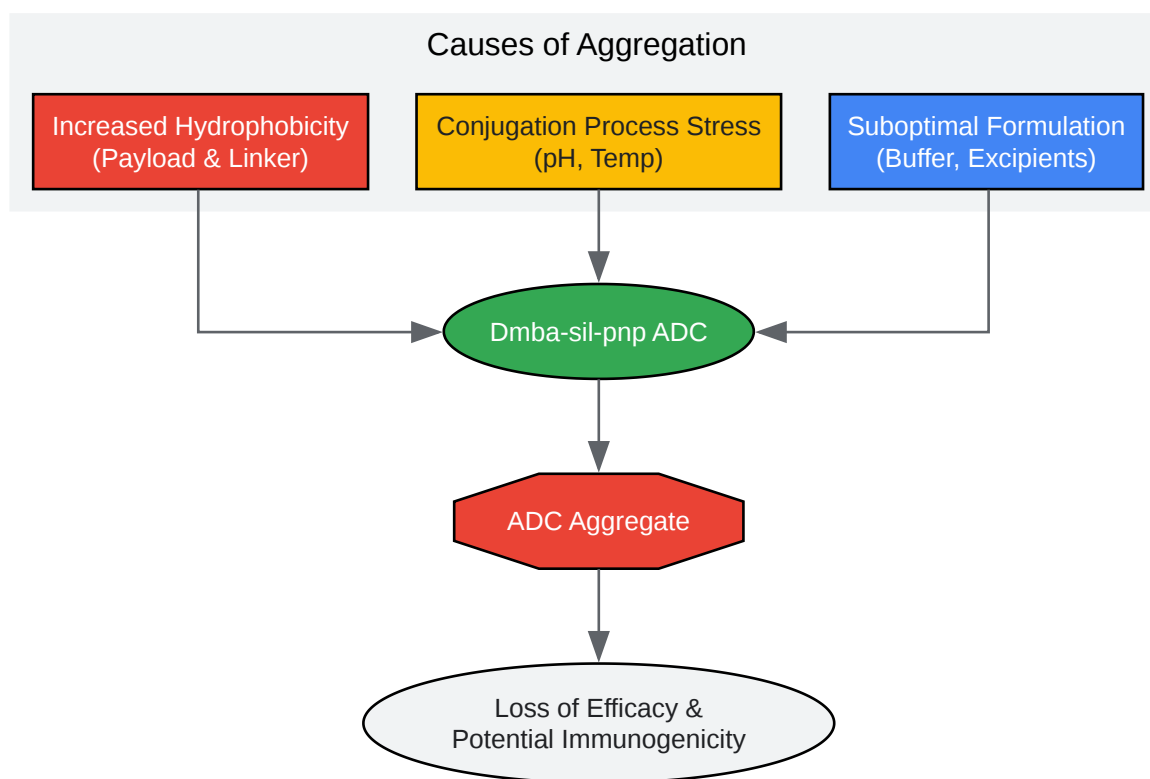 Causes of Aggregation
Increased Hydrophobicity
(Payload & Linker)
Conjugation Process Stress
(pH, Temp)
Suboptimal Formulation
(Buffer, Excipients)
Dmba-sil-pnp ADC
ADC Aggregate
Loss of Efficacy &
Potential Immunogenicity